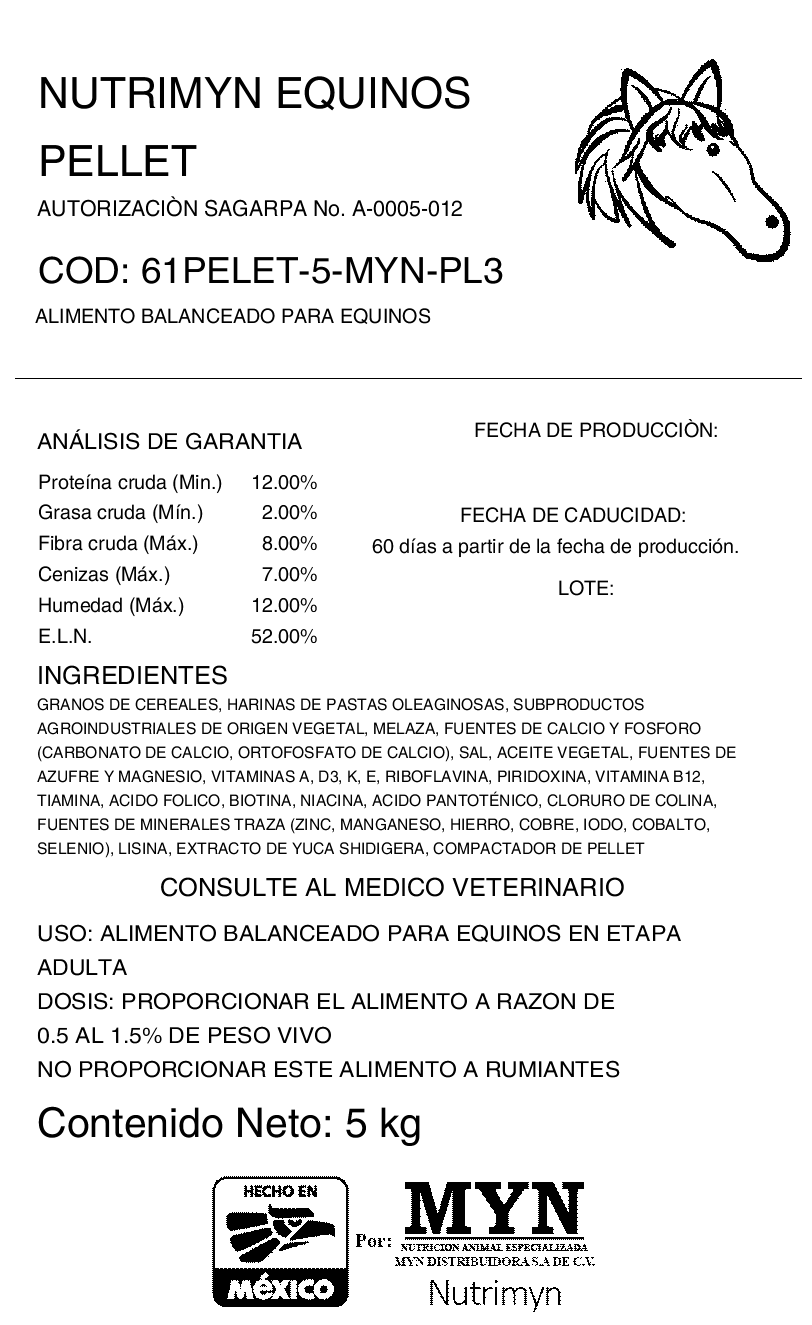 NUTRIMYN EQUINOS
PELLET
AUTORIZACIÒN SAGARPA No. A-0005-012
COD: 61PELET-5-MYN-PL3
ALIMENTO BALANCEADO PARA EQUINOS
ANÁLISIS DE GARANTIA
Proteína cruda (Min.) 12.00%
Grasa cruda (Mín.) 2.00%
Fibra cruda (Máx.) 8.00%
Cenizas (Máx.) 7.00%
Humedad (Máx.) 12.00%
E.L.N. 52.00%
FECHA DE PRODUCCIÒN:
FECHA DE CADUCIDAD:
60 días a partir de la fecha de producción.
LOTE:
INGREDIENTES
GRANOS DE CEREALES, HARINAS DE PASTAS OLEAGINOSAS, SUBPRODUCTOS
AGROINDUSTRIALES DE ORIGEN VEGETAL, MELAZA, FUENTES DE CALCIO Y FOSFORO
(CARBONATO DE CALCIO, ORTOFOSFATO DE CALCIO), SAL, ACEITE VEGETAL, FUENTES DE
AZUFRE Y MAGNESIO, VITAMINAS A, D3, K, E, RIBOFLAVINA, PIRIDOXINA, VITAMINA B12,
TIAMINA, ACIDO FOLICO, BIOTINA, NIACINA, ACIDO PANTOTÉNICO, CLORURO DE COLINA,
FUENTES DE MINERALES TRAZA (ZINC, MANGANESO, HIERRO, COBRE, IODO, COBALTO,
SELENIO), LISINA, EXTRACTO DE YUCA SHIDIGERA, COMPACTADOR DE PELLET
CONSULTE AL MEDICO VETERINARIO
USO: ALIMENTO BALANCEADO PARA EQUINOS EN ETAPA
ADULTA
DOSIS: PROPORCIONAR EL ALIMENTO A RAZON DE
0.5 AL 1.5% DE PESO VIVO
NO PROPORCIONAR ESTE ALIMENTO A RUMIANTES
Contenido Neto: 5 kg
HECHO EN
MéXICO
Por:
MYN
NUTRICION ANIMAL ESPECIALIZADA
MYN DISTRIBUIDORA S.A DE C.V.
Nutrimyn